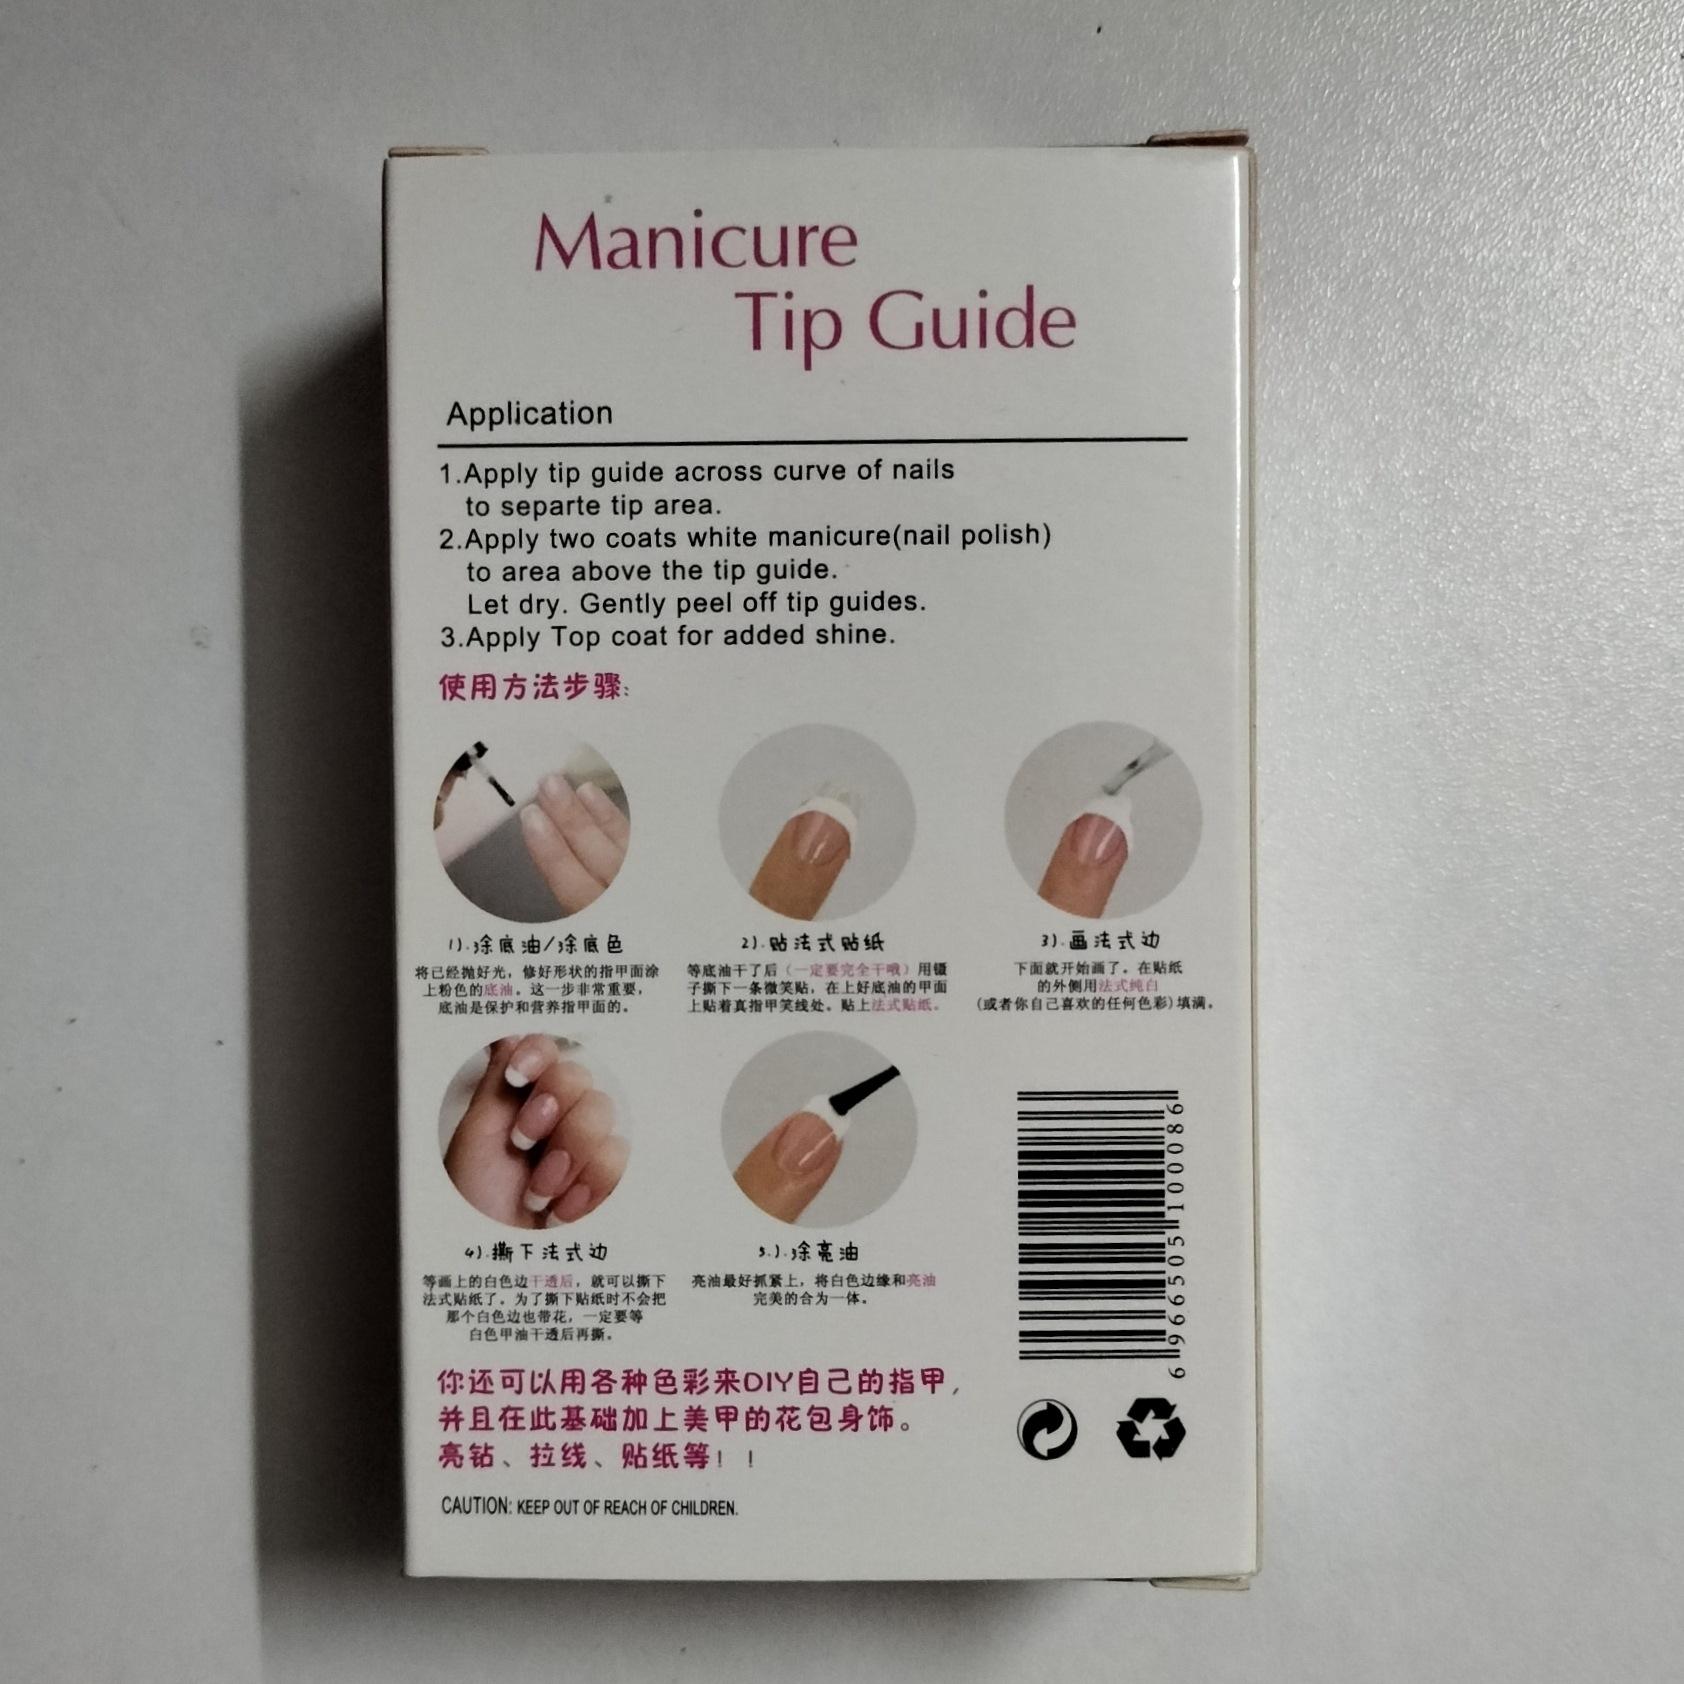 Manicure
Tip Guide
Application
1.Apply tip guide across curve of nails
to separte tip area.
2.Apply two coats white manicure(nail polish)
to area above the tip guide.
Let dry. Gently peel off tip guides.
3.Apply Top coat for added shine.
使用方法步骤:
1).涂底油/涂底色
将已经抛好光，修好形状的指甲面涂
上粉色的底油。这一步非常重要，
底油是保护和营养指甲面的。
2).贴法式贴纸
等底油干了后（一定要完全干哦）用镊
子撕下一条微笑贴，在上好底油的甲面
上贴着真指甲笑线处。贴上法式贴纸。
3).画法式边
下面就开始画了。在贴纸
的外侧用法式纯白
(或者你自己喜欢的任何色彩)填满。
4).撕下法式边
等画上的白色边干透后，就可以撕下
法式贴纸了。为了撕下贴纸时不会把
那个白色边也带花，一定要等
白色甲油干透后再撕。
5.).涂亮油
亮油最好抓紧上，将白色边缘和亮油
完美的合为一体。
6 966505 100086
你还可以用各种色彩来DIY自己的指甲，
并且在此基础加上美甲的花包身饰。
亮钻、拉线、贴纸等！！
CAUTION: KEEP OUT OF REACH OF CHILDREN.